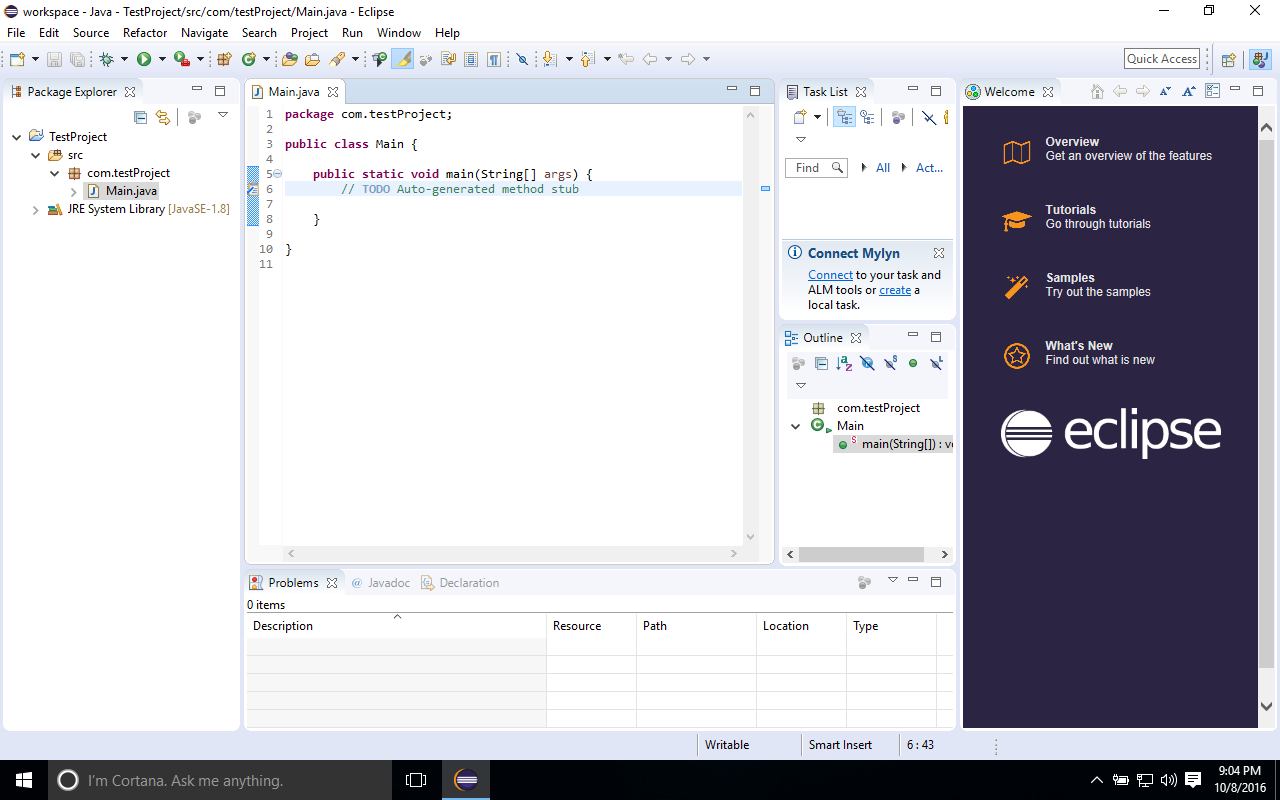 workspace - Java - TestProject/src/com/testProject/Main.java - Eclipse
File Edit Source Refactor Navigate Search Project Run Window Help
Quick Access
Package Explorer
TestProject
src
com.testProject
Main.java
JRE System Library [JavaSE-1.8]
Main.java
1 package com.testProject;
2
3 public class Main {
4
5 public static void main(String[] args) {
6 // TODO Auto-generated method stub
7
8 }
9
10 }
11
Task List
Find All Act...
Connect Mylyn
Connect to your task and
ALM tools or create a
local task.
Outline
com.testProject
Main
main(String[]) : v
Welcome
Overview
Get an overview of the features
Tutorials
Go through tutorials
Samples
Try out the samples
What's New
Find out what is new
eclipse
Problems @ Javadoc Declaration
0 items
Description Resource Path Location Type
Writable Smart Insert 6 : 43
I'm Cortana. Ask me anything.
9:04 PM
10/8/2016